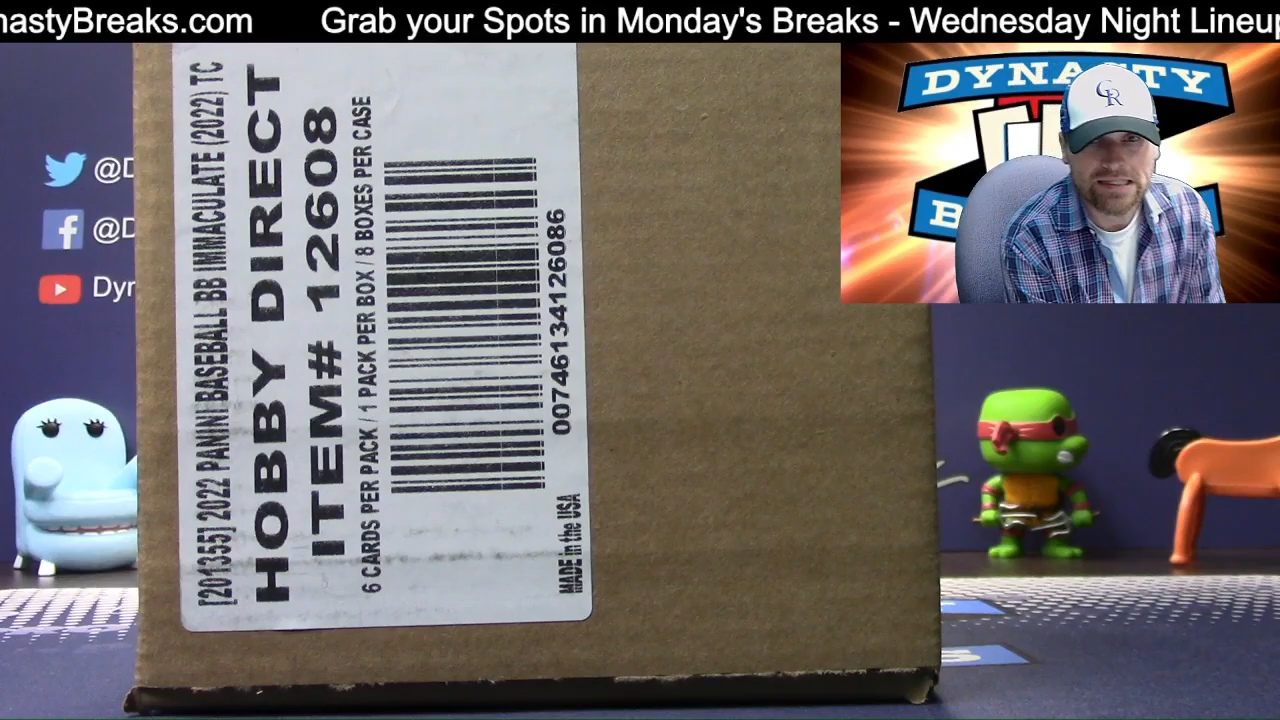 nastyBreaks.com Grab your Spots in Monday's Breaks - Wednesday Night Lineup
DYNASTY
B
CR
@D
@D
Dyn
[201355] 2022 PANINI BASEBALL BB IMMACULATE (2022) TC
HOBBY DIRECT
ITEM# 12608
6 CARDS PER PACK / 1 PACK PER BOX / 8 BOXES PER CASE
00746134126086
MADE in the USA